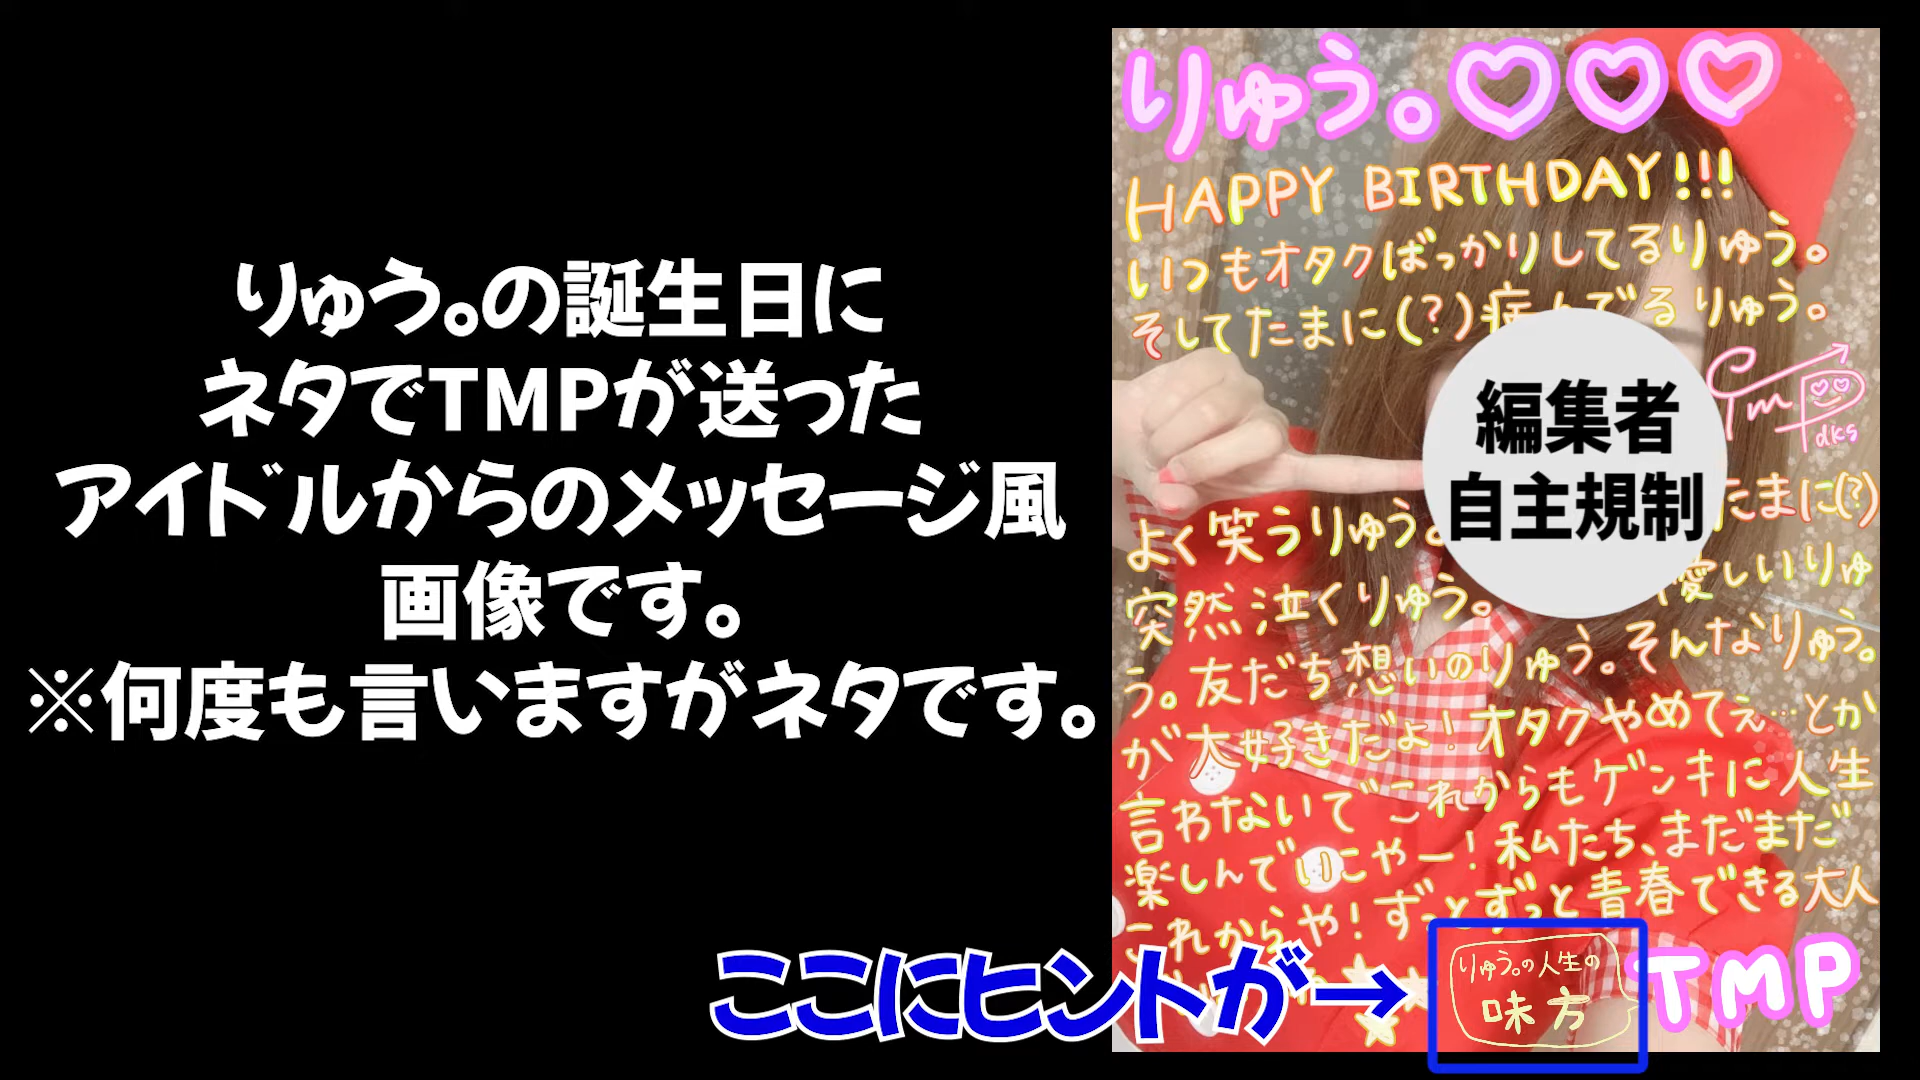 りゅう。の誕生日に
ネタでTMPが送った
アイドルからのメッセージ風
画像です。
※何度も言いますがネタです。
りゅう。♡♡♡
HAPPY BIRTHDAY!!!
いつもオタクばっかりしてるりゅう。
そしてたまに(?)病んでるりゅう。
TmP
dks
編集者
自主規制
よく笑うりゅう。 たまに(?)
突然泣くりゅう。 愛しいりゅ
う。友だち想いのりゅう。そんなりゅう。
が大好きだよ!オタクやめてぇ…とか
言わないでこれからもゲンキに人生
楽しんでいこやー!私たち、まだまだ
これからや!ずっとずっと青春できる大人
ここにヒントが→
りゅう。の人生の
味方
TMP